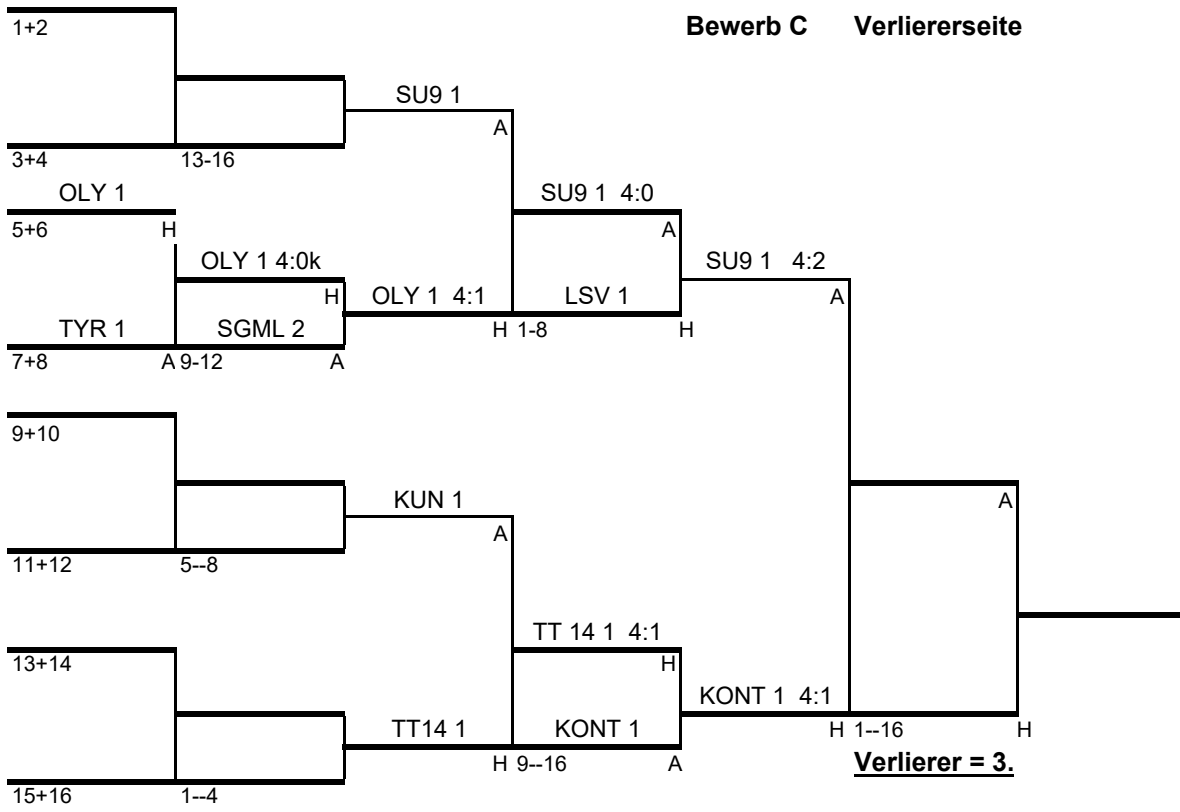 1+2
Bewerb C Verliererseite
SU9 1
A
3+4 13-16
OLY 1 SU9 1 4:0
5+6 H A
OLY 1 4:0k SU9 1 4:2
H OLY 1 4:1 LSV 1 A
TYR 1 SGML 2 H 1-8 H
7+8 A 9-12 A
9+10
KUN 1 A
A
11+12 5--8
TT 14 1 4:1
13+14 H
KONT 1 4:1
TT14 1 KONT 1 H 1--16 H
H 9--16 A Verlierer = 3.
15+16 1--4